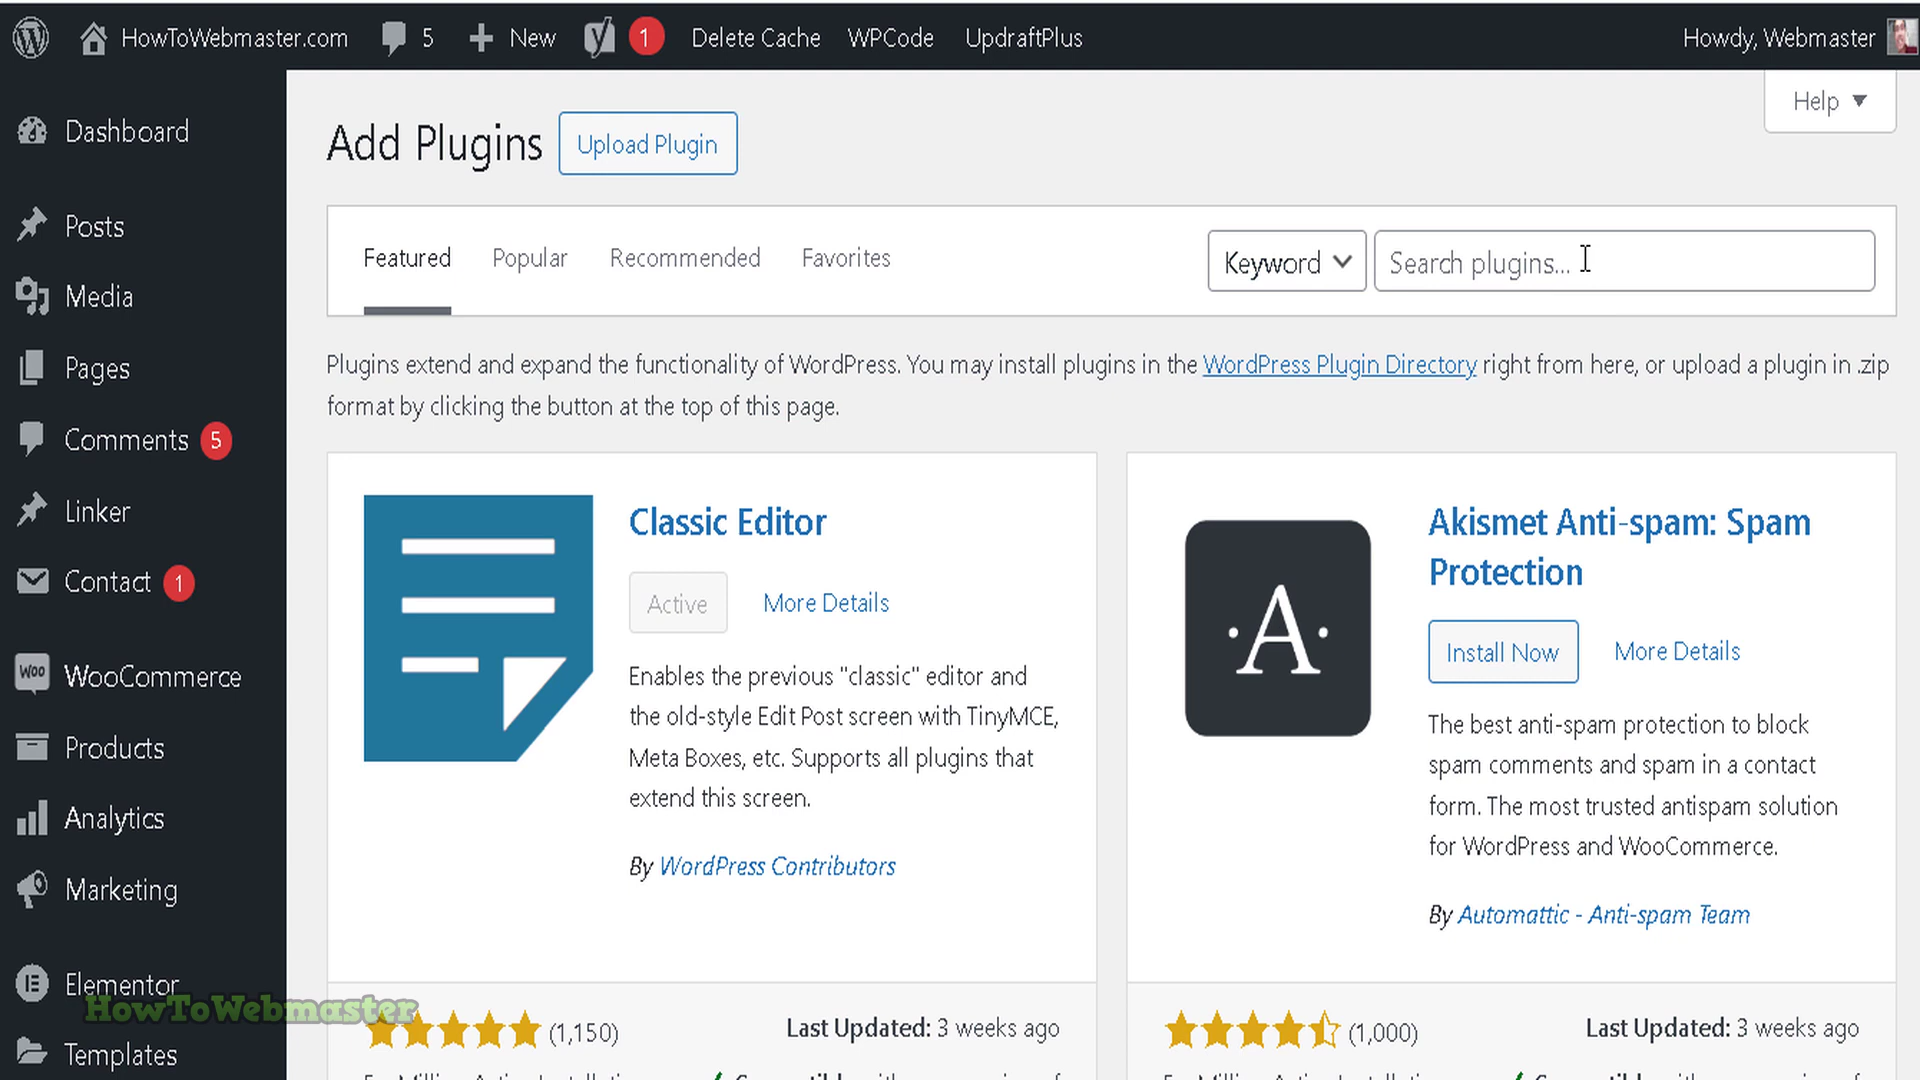 HowToWebmaster.com 5 New 1 Delete Cache WPCode UpdraftPlus Howdy, Webmaster
Help
Dashboard
Posts
Media
Pages
Comments 5
Linker
Contact 1
Woo WooCommerce
Products
Analytics
Marketing
Elementor
Templates
HowToWebmaster
Add Plugins Upload Plugin
Featured Popular Recommended Favorites Keyword Search plugins...
Plugins extend and expand the functionality of WordPress. You may install plugins in the WordPress Plugin Directory right from here, or upload a plugin in .zip
format by clicking the button at the top of this page.
Classic Editor
Active More Details
Enables the previous "classic" editor and
the old-style Edit Post screen with TinyMCE,
Meta Boxes, etc. Supports all plugins that
extend this screen.
By WordPress Contributors
(1,150) Last Updated: 3 weeks ago
A
Akismet Anti-spam: Spam
Protection
Install Now More Details
The best anti-spam protection to block
spam comments and spam in a contact
form. The most trusted antispam solution
for WordPress and WooCommerce.
By Automattic - Anti-spam Team
(1,000) Last Updated: 3 weeks ago